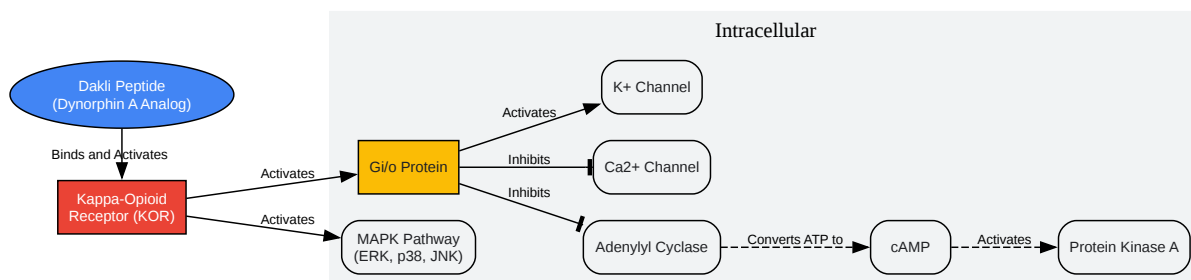 Intracellular
Dakli Peptide
(Dynorphin A Analog)
Binds and Activates
Kappa-Opioid
Receptor (KOR)
Activates
Activates
Gi/o Protein
MAPK Pathway
(ERK, p38, JNK)
Activates
Inhibits
Inhibits
K+ Channel
Ca2+ Channel
Adenylyl Cyclase
Converts ATP to
cAMP
Activates
Protein Kinase A